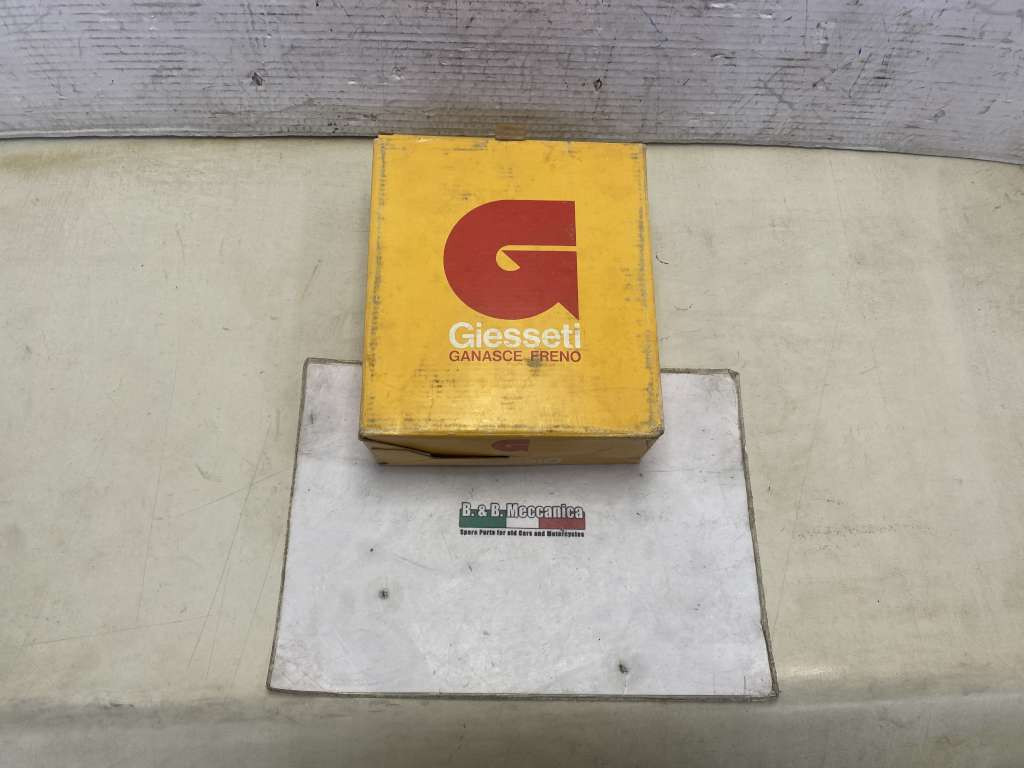 Giesseti
GANASCE FRENO
B. & B. Meccanica
Spare Parts for old Cars and Motorcycles